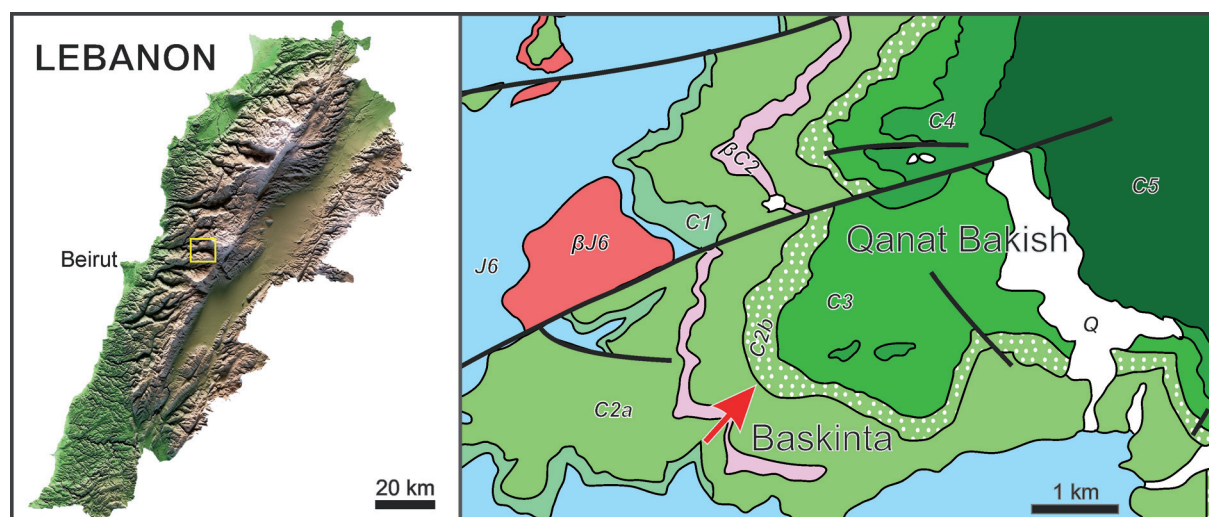 LEBANON
Beirut
20 km
C4
βC2
C5
C1
Qanat Bakish
βJ6
J6
C3
Q
C2b
C2a
Baskinta
1 km